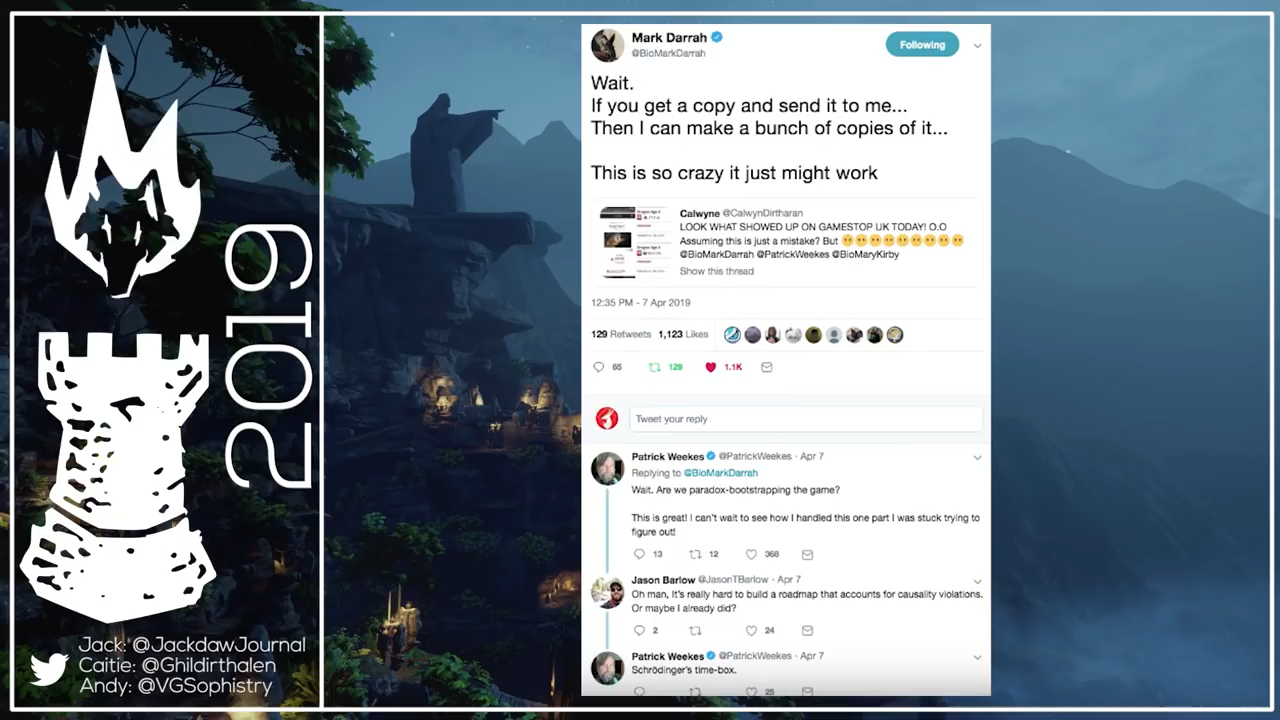 2019
Jack: @JackdawJournal
Caitie: @Ghildirthalen
Andy: @VGSophistry
Mark Darrah
@BioMarkDarrah
Following
Wait.
If you get a copy and send it to me...
Then I can make a bunch of copies of it...
This is so crazy it just might work
Calwyne @CalwynDirtharan
LOOK WHAT SHOWED UP ON GAMESTOP UK TODAY! O.O
Assuming this is just a mistake? But 😶😶😶😶😶😶😶😶😶
@BioMarkDarrah @PatrickWeekes @BioMaryKirby
Show this thread
12:35 PM - 7 Apr 2019
129 Retweets 1,123 Likes
65 129 1.1K
Tweet your reply
Patrick Weekes @PatrickWeekes · Apr 7
Replying to @BioMarkDarrah
Wait. Are we paradox-bootstrapping the game?
This is great! I can't wait to see how I handled this one part I was stuck trying to
figure out!
13 12 368
Jason Barlow @JasonTBarlow · Apr 7
Oh man, It's really hard to build a roadmap that accounts for causality violations.
Or maybe I already did?
2 24
Patrick Weekes @PatrickWeekes · Apr 7
Schrödinger's time-box.
25